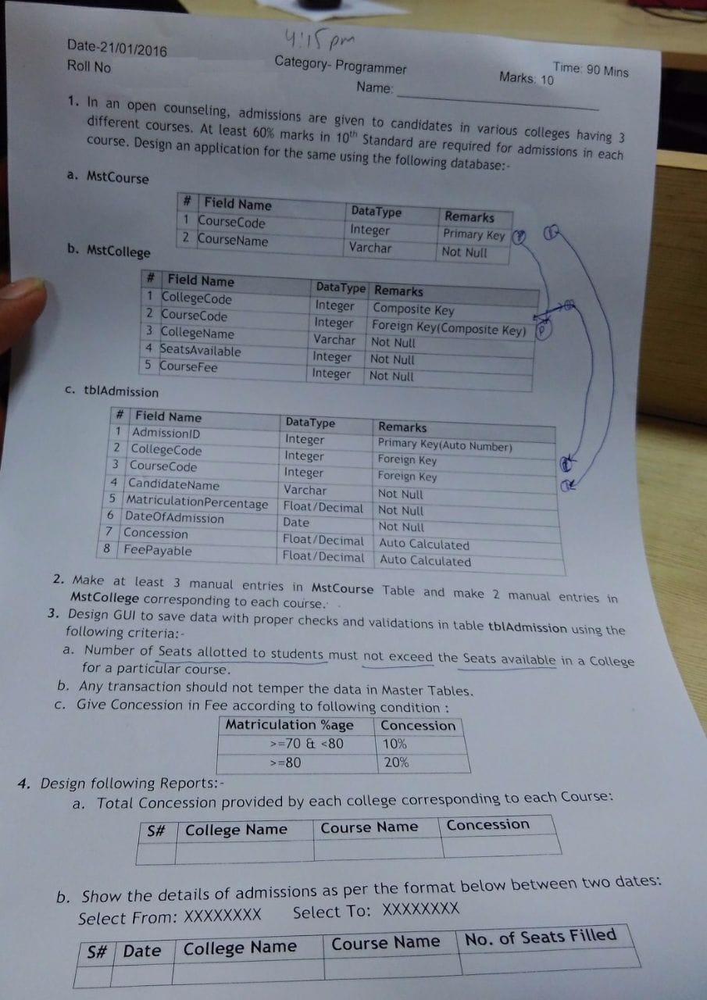 4:15 pm
Date-21/01/2016
Category- Programmer
Time: 90 Mins
Roll No
Marks: 10
Name:
1. In an open counseling, admissions are given to candidates in various colleges having 3
different courses. At least 60% marks in 10th Standard are required for admissions in each
course. Design an application for the same using the following database:-
a. MstCourse
# Field Name DataType Remarks
1 CourseCode Integer Primary Key
2 CourseName Varchar Not Null
b. MstCollege
# Field Name DataType Remarks
1 CollegeCode Integer Composite Key
2 CourseCode Integer Foreign Key(Composite Key)
3 CollegeName Varchar Not Null
4 SeatsAvailable Integer Not Null
5 CourseFee Integer Not Null
c. tblAdmission
# Field Name DataType Remarks
1 AdmissionID Integer Primary Key(Auto Number)
2 CollegeCode Integer Foreign Key
3 CourseCode Integer Foreign Key
4 CandidateName Varchar Not Null
5 MatriculationPercentage Float/Decimal Not Null
6 DateOfAdmission Date Not Null
7 Concession Float/Decimal Auto Calculated
8 FeePayable Float/Decimal Auto Calculated
2. Make at least 3 manual entries in MstCourse Table and make 2 manual entries in
MstCollege corresponding to each course.
3. Design GUI to save data with proper checks and validations in table tblAdmission using the
following criteria:-
a. Number of Seats allotted to students must not exceed the Seats available in a College
for a particular course.
b. Any transaction should not temper the data in Master Tables.
c. Give Concession in Fee according to following condition :
Matriculation %age Concession
>=70 & <80 10%
>=80 20%
4. Design following Reports:-
a. Total Concession provided by each college corresponding to each Course:
S# College Name Course Name Concession
b. Show the details of admissions as per the format below between two dates:
Select From: XXXXXXXX Select To: XXXXXXXX
S# Date College Name Course Name No. of Seats Filled